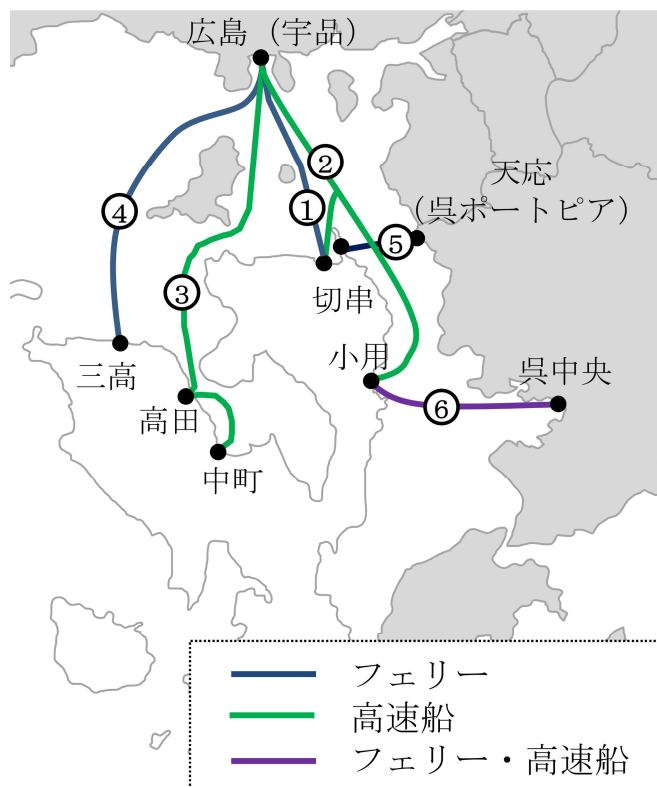 広島（宇品）
②
天応
（呉ポートピア）
④
①
⑤
切串
③
小用
三高
呉中央
高田
⑥
中町
フェリー
高速船
フェリー・高速船